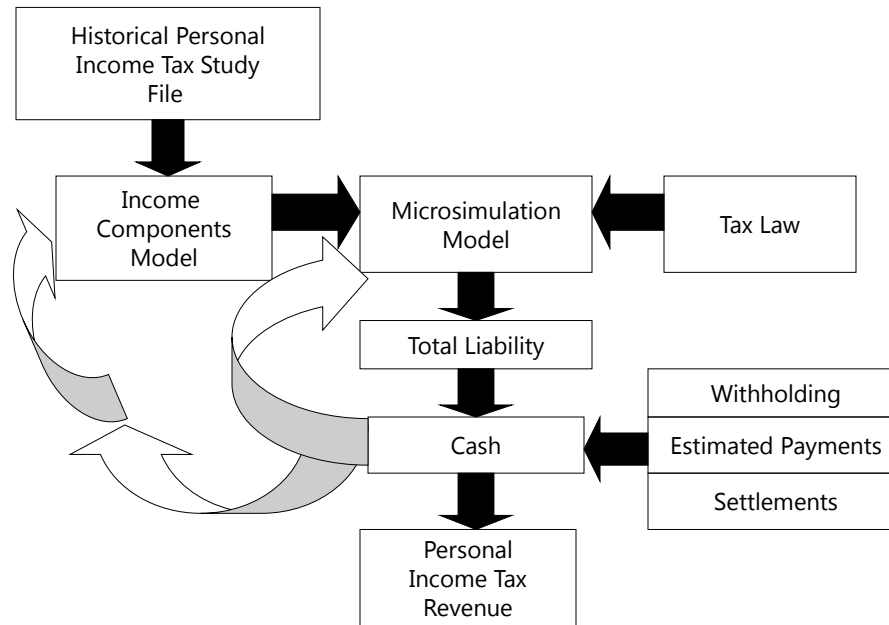 Historical Personal
Income Tax Study
File
Income
Components
Model
Microsimulation
Model
Tax Law
Total Liability
Cash
Withholding
Estimated Payments
Settlements
Personal
Income Tax
Revenue